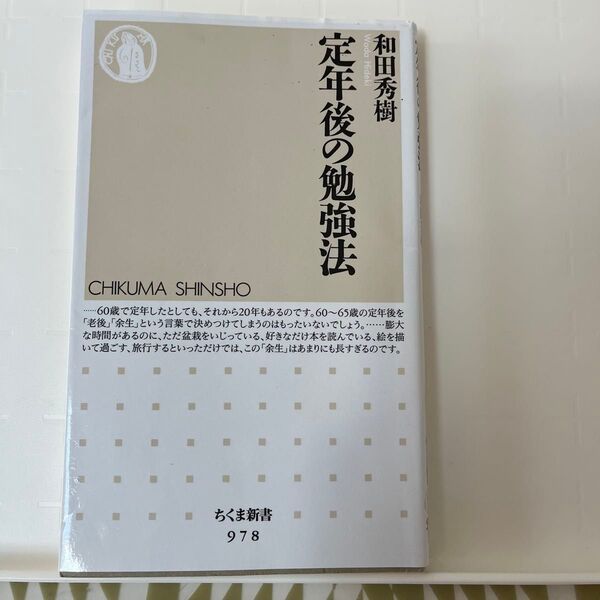 和田秀樹
Wada Hideki
定年後の勉強法
CHIKUMA SHINSHO
……60歳で定年したとしても、それから20年もあるのです。60〜65歳の定年後を
「老後」「余生」という言葉で決めつけてしまうのはもったいないでしょう。……膨大
な時間があるのに、ただ盆栽をいじっている、好きなだけ本を読んでいる、絵を描
いて過ごす、旅行するといっただけでは、この「余生」はあまりにも長すぎるのです。
ちくま新書
978